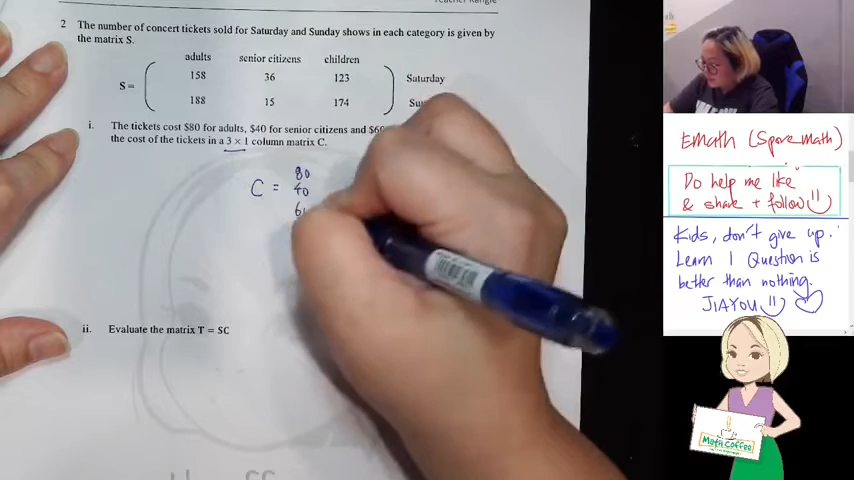 2 The number of concert tickets sold for Saturday and Sunday shows in each category is given by
the matrix S.
adults senior citizens children
S = 158 36 123 Saturday
188 15 174
i. The tickets cost $80 for adults, $40 for senior citizens and
the cost of the tickets in a 3 × 1 column matrix C.
C = 80
40
ii. Evaluate the matrix T = SC
EMath (Spore Math)
Do help me like
& share + follow
Kids, don't give up.
Learn 1 Question is
better than nothing.
JIAYOU
Math Coffee